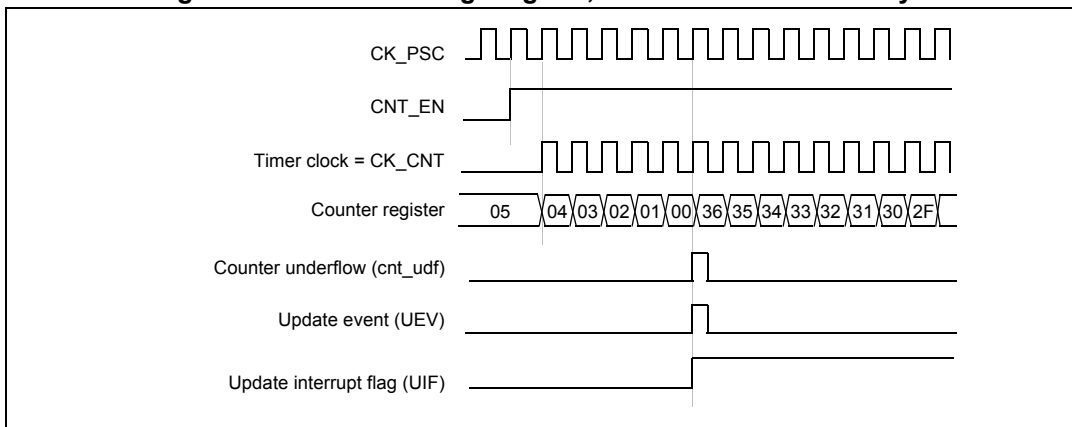 CK_PSC
CNT_EN
Timer clock = CK_CNT
Counter register 05 04 03 02 01 00 36 35 34 33 32 31 30 2F
Counter underflow (cnt_udf)
Update event (UEV)
Update interrupt flag (UIF)